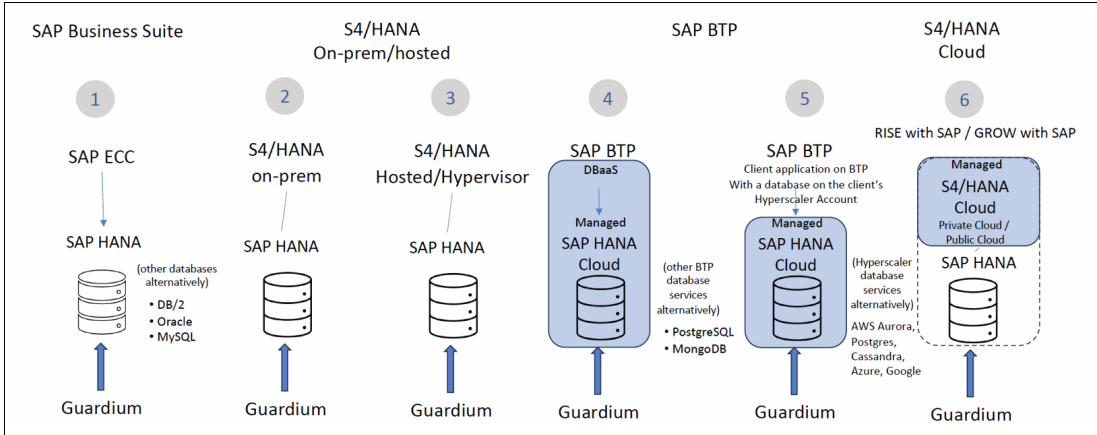 SAP Business Suite
S4/HANA
On-prem/hosted
SAP BTP
S4/HANA
Cloud
1
SAP ECC
SAP HANA
(other databases
alternatively)
• DB/2
• Oracle
• MySQL
Guardium
2
S4/HANA
on-prem
SAP HANA
Guardium
3
S4/HANA
Hosted/Hypervisor
SAP HANA
Guardium
4
SAP BTP
DBaaS
Managed
SAP HANA
Cloud
(other BTP
database
services
alternatively)
• PostgreSQL
• MongoDB
Guardium
5
SAP BTP
Client application on BTP
With a database on the client's
Hyperscaler Account
Managed
SAP HANA
Cloud
(Hyperscaler
database
services
alternatively)
AWS Aurora,
Postgres,
Cassandra,
Azure, Google
Guardium
6
RISE with SAP / GROW with SAP
Managed
S4/HANA
Cloud
Private Cloud /
Public Cloud
SAP HANA
Guardium